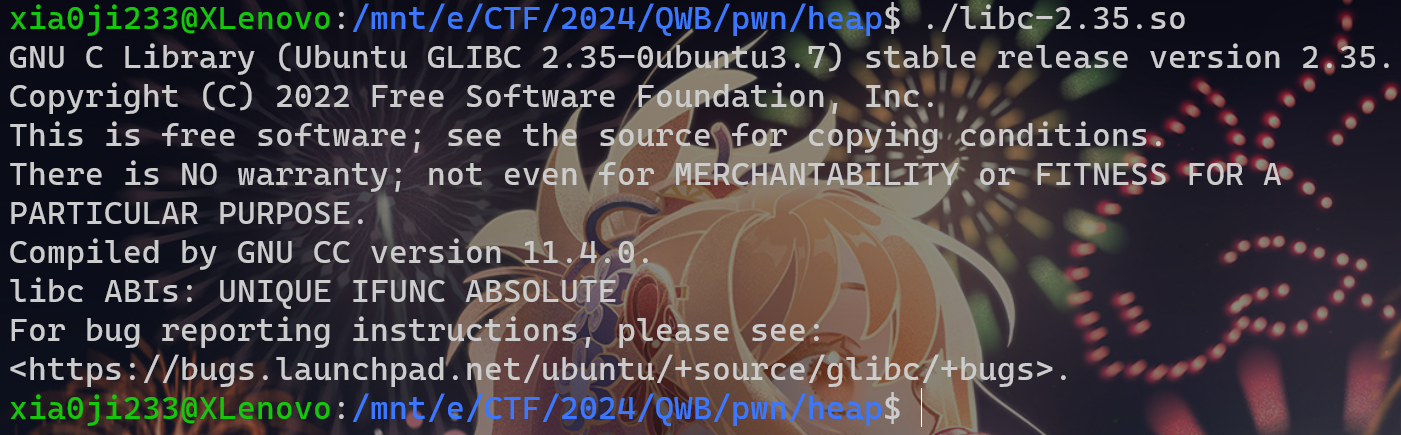 xia0ji233@XLenovo:/mnt/e/CTF/2024/QWB/pwn/heap$ ./libc-2.35.so
GNU C Library (Ubuntu GLIBC 2.35-0ubuntu3.7) stable release version 2.35.
Copyright (C) 2022 Free Software Foundation, Inc.
This is free software; see the source for copying conditions.
There is NO warranty; not even for MERCHANTABILITY or FITNESS FOR A
PARTICULAR PURPOSE.
Compiled by GNU CC version 11.4.0.
libc ABIs: UNIQUE IFUNC ABSOLUTE
For bug reporting instructions, please see:
<https://bugs.launchpad.net/ubuntu/+source/glibc/+bugs>.
xia0ji233@XLenovo:/mnt/e/CTF/2024/QWB/pwn/heap$